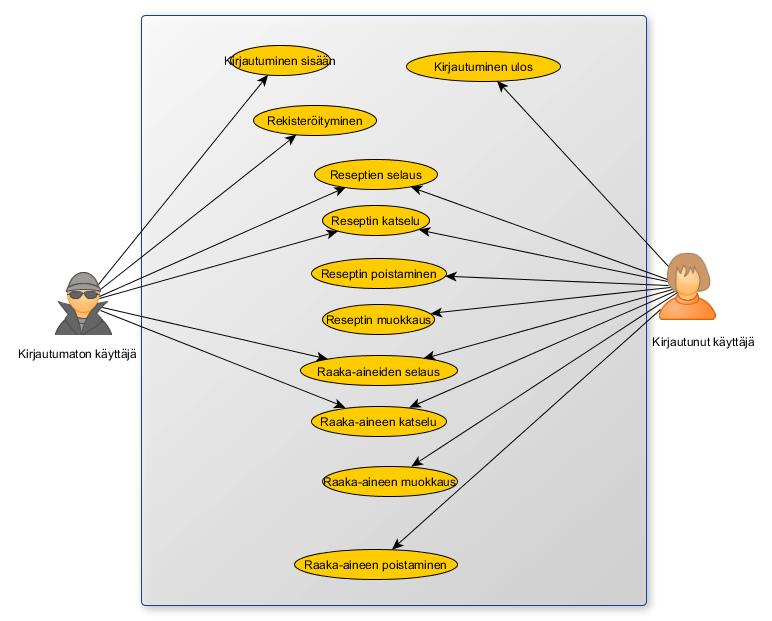 Kirjautuminen sisään
Kirjautuminen ulos
Rekisteröityminen
Reseptien selaus
Reseptin katselu
Reseptin poistaminen
Reseptin muokkaus
Kirjautumaton käyttäjä
Kirjautunut käyttäjä
Raaka-aineiden selaus
Raaka-aineen katselu
Raaka-aineen muokkaus
Raaka-aineen poistaminen